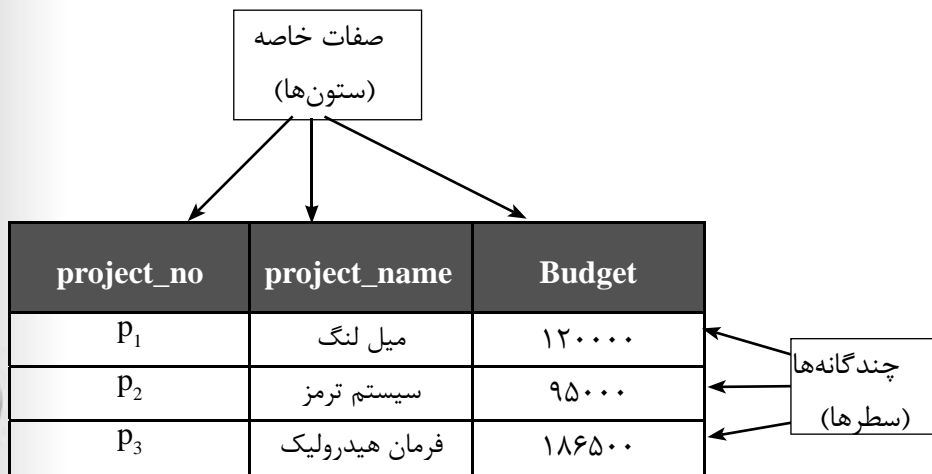 صفات خاصه
(ستون‌ها)
project_no project_name Budget
p1 میل لنگ ۱۲۰۰۰۰
p2 سیستم ترمز ۹۵۰۰۰
p3 فرمان هیدرولیک ۱۸۶۵۰۰
چندگانه‌ها
(سطرها)